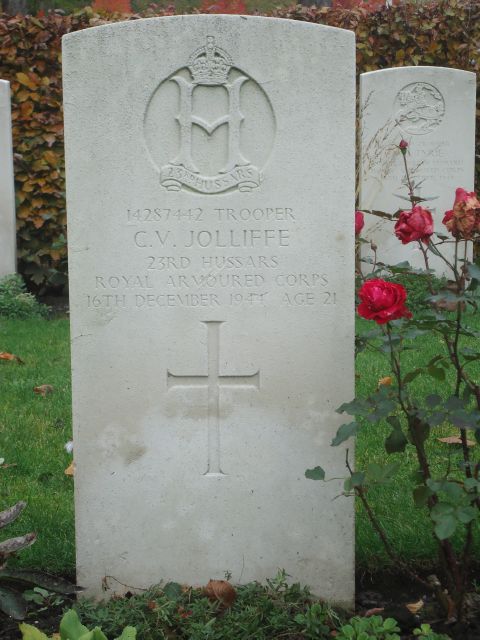 H
23RD HUSSARS
14287442 TROOPER
C.V. JOLLIFFE
23RD HUSSARS
ROYAL ARMOURED CORPS
16TH DECEMBER 1944 AGE 21